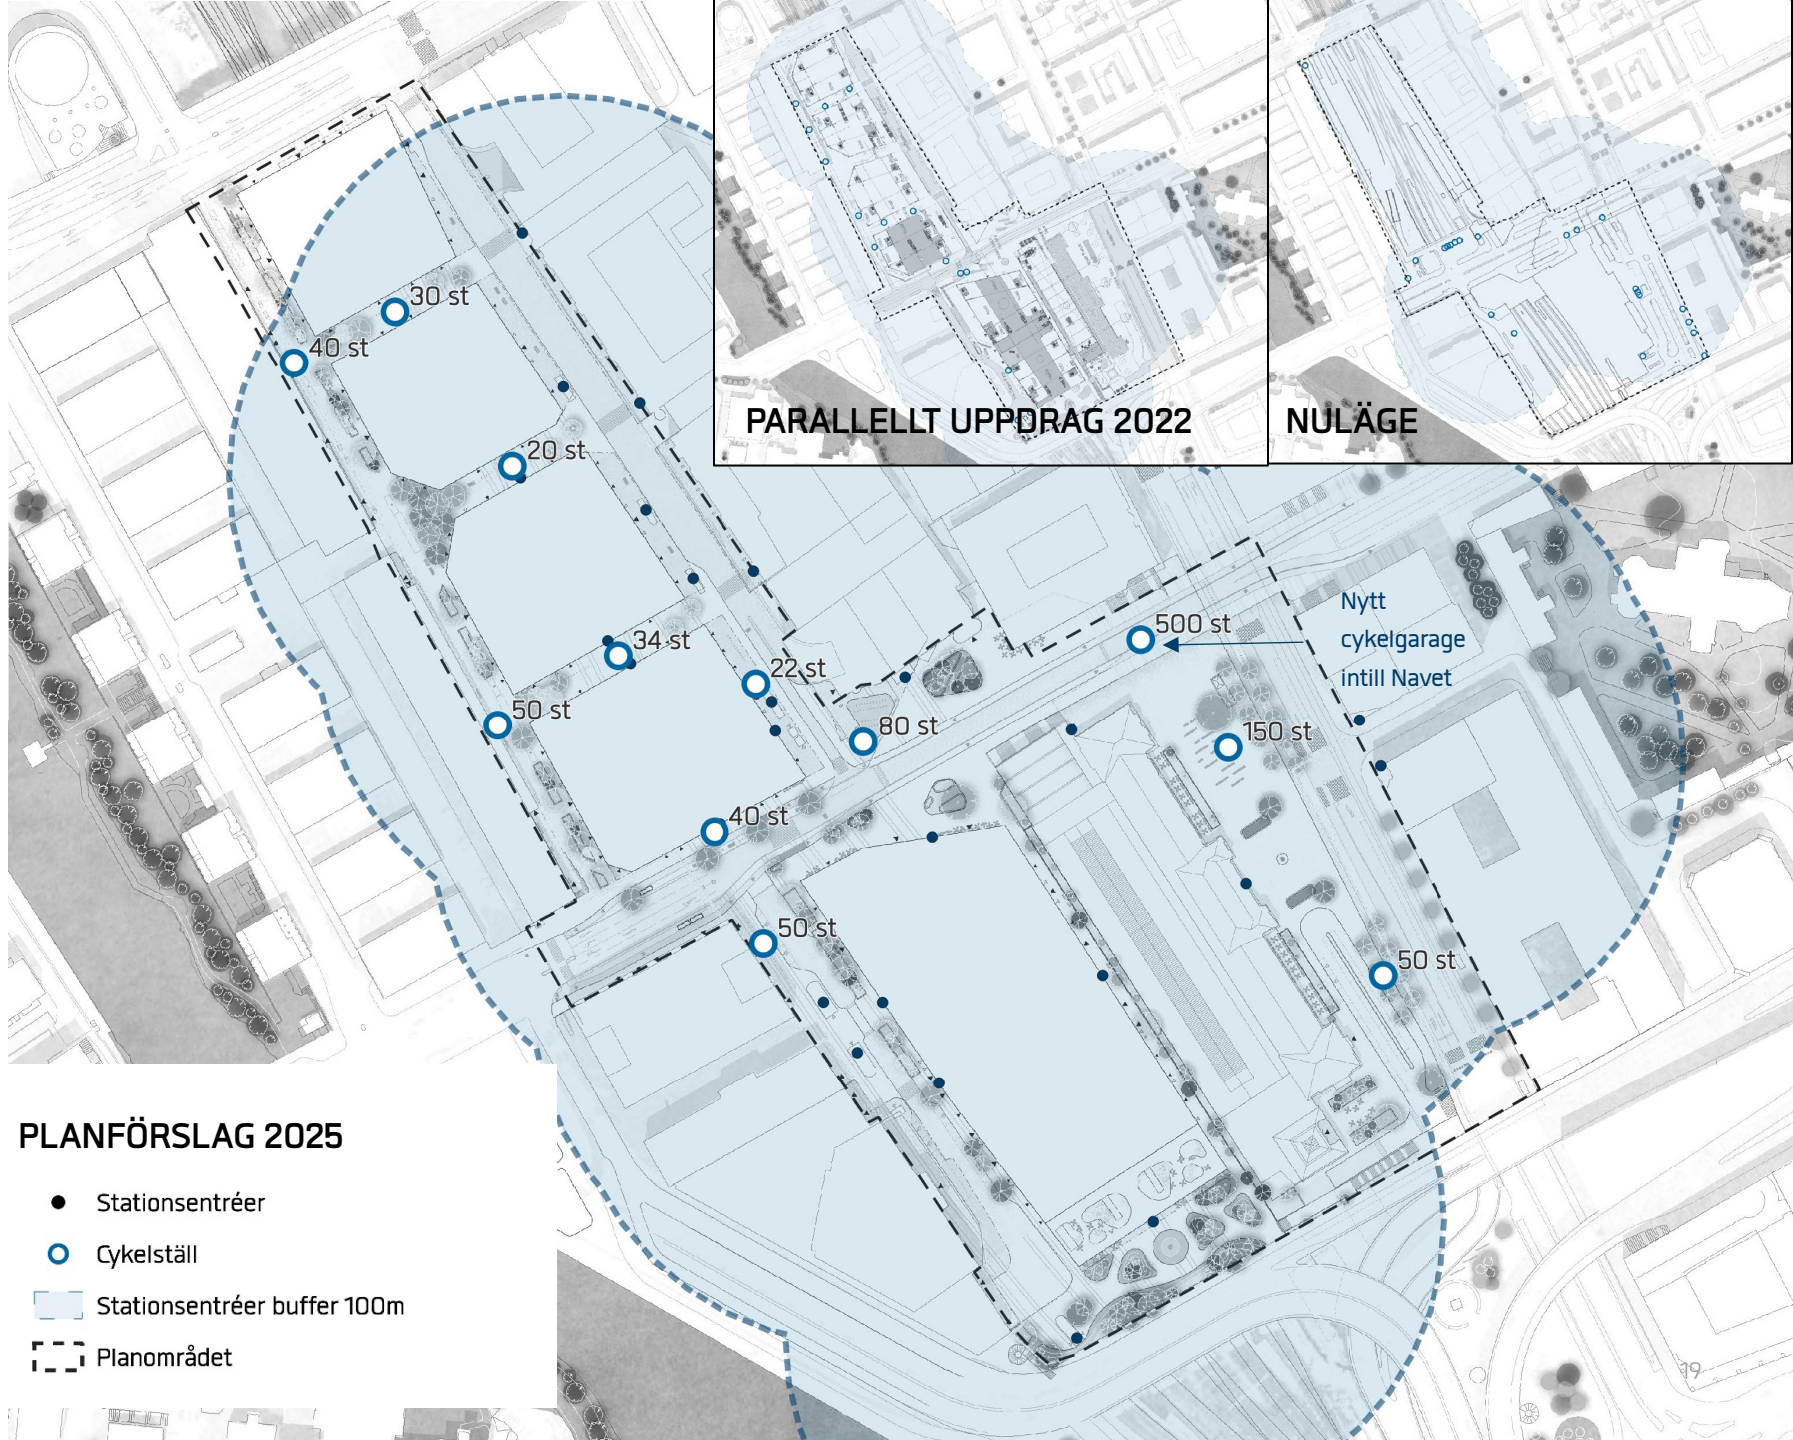 PARALLELLT UPPDRAG 2022
NULÄGE
30 st
40 st
20 st
34 st
22 st
50 st
80 st
40 st
500 st
Nytt
cykelgarage
intill Navet
150 st
50 st
50 st
PLANFÖRSLAG 2025
Stationsentréer
Cykelställ
Stationsentréer buffer 100m
Planområdet
19